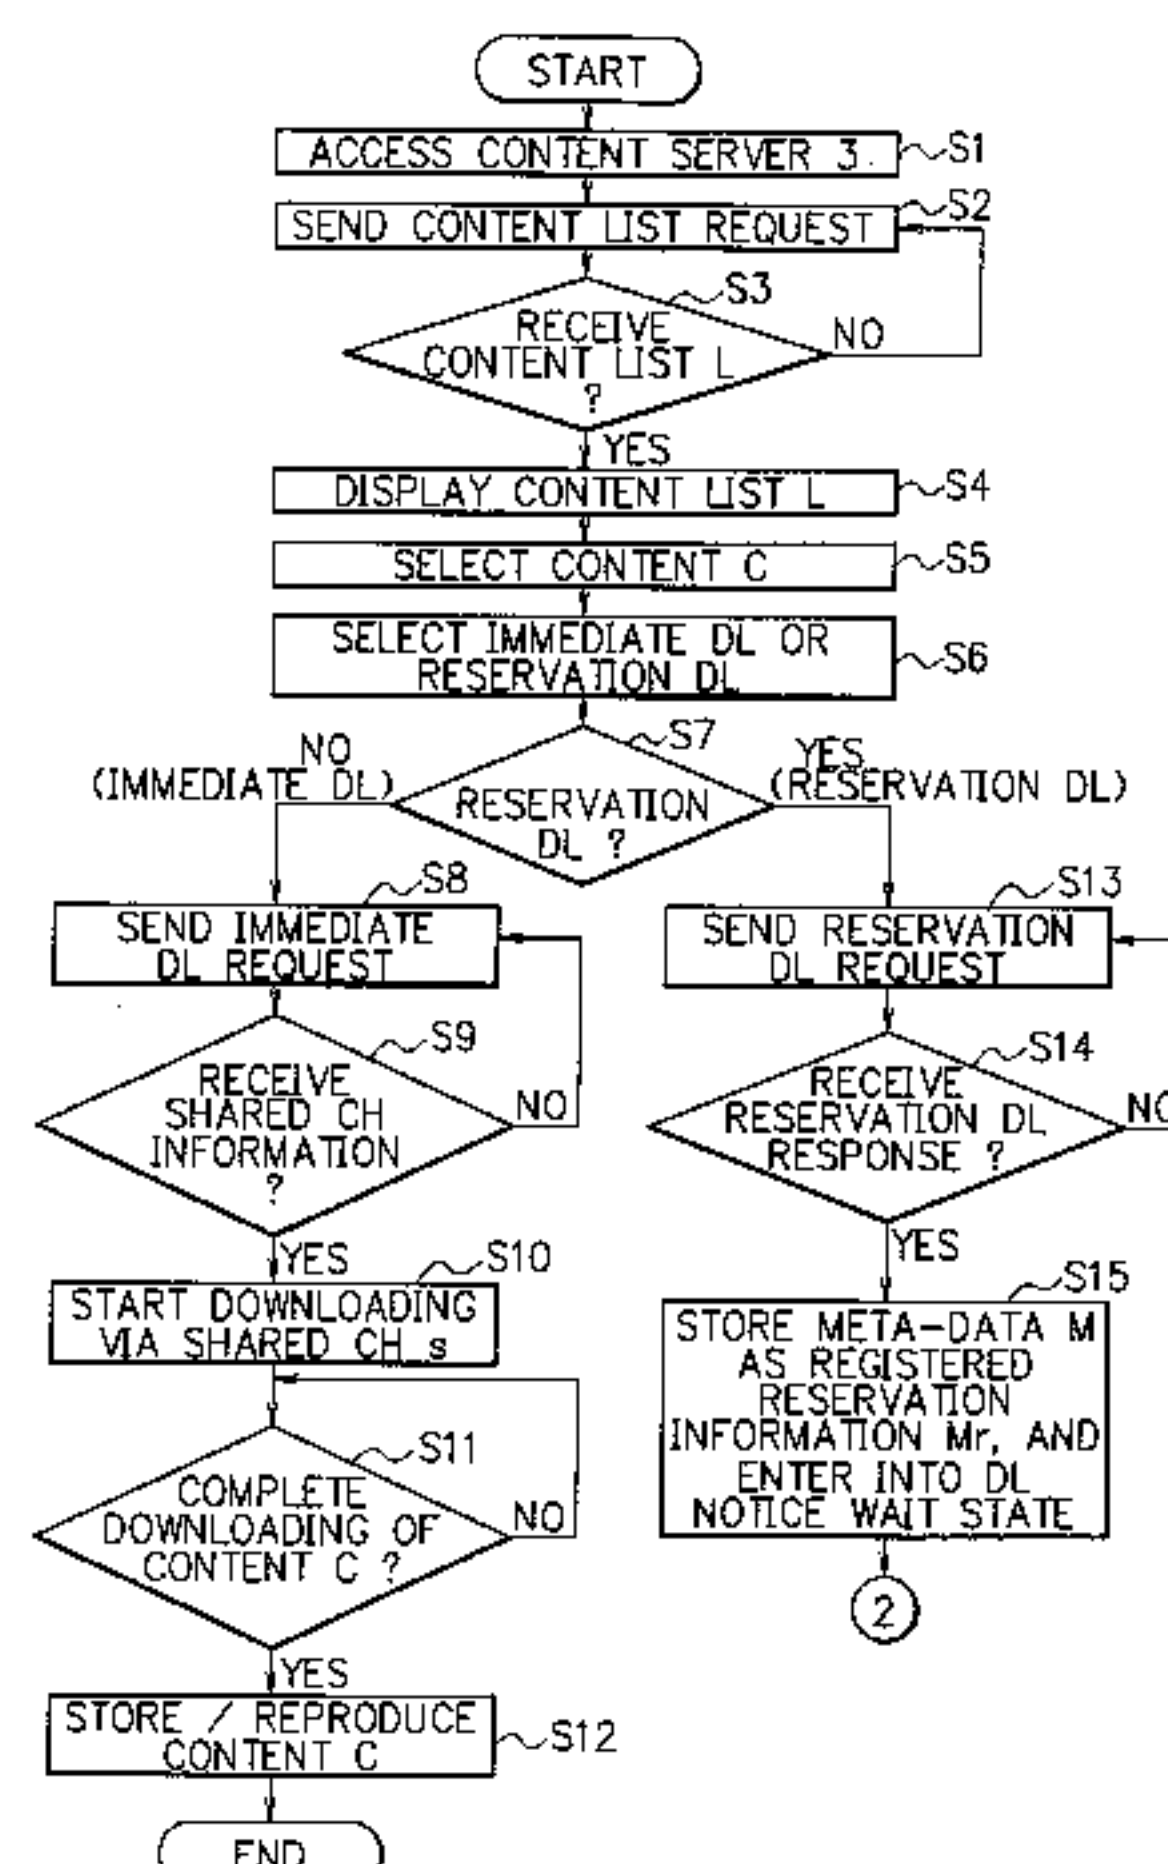 START
ACCESS CONTENT SERVER 3
S1
S2
SEND CONTENT LIST REQUEST
S3
RECEIVE
CONTENT LIST L
?
NO
YES
DISPLAY CONTENT LIST L
S4
SELECT CONTENT C
S5
SELECT IMMEDIATE DL OR
RESERVATION DL
S6
S7
NO
(IMMEDIATE DL)
YES
(RESERVATION DL)
RESERVATION
DL ?
S8
SEND IMMEDIATE
DL REQUEST
S9
RECEIVE
SHARED CH
INFORMATION
?
NO
YES
S10
START DOWNLOADING
VIA SHARED CH s
S11
COMPLETE
DOWNLOADING OF
CONTENT C ?
NO
YES
STORE / REPRODUCE
CONTENT C
S12
END
S13
SEND RESERVATION
DL REQUEST
S14
RECEIVE
RESERVATION DL
RESPONSE ?
NO
YES
S15
STORE META-DATA M
AS REGISTERED
RESERVATION
INFORMATION Mr, AND
ENTER INTO DL
NOTICE WAIT STATE
2